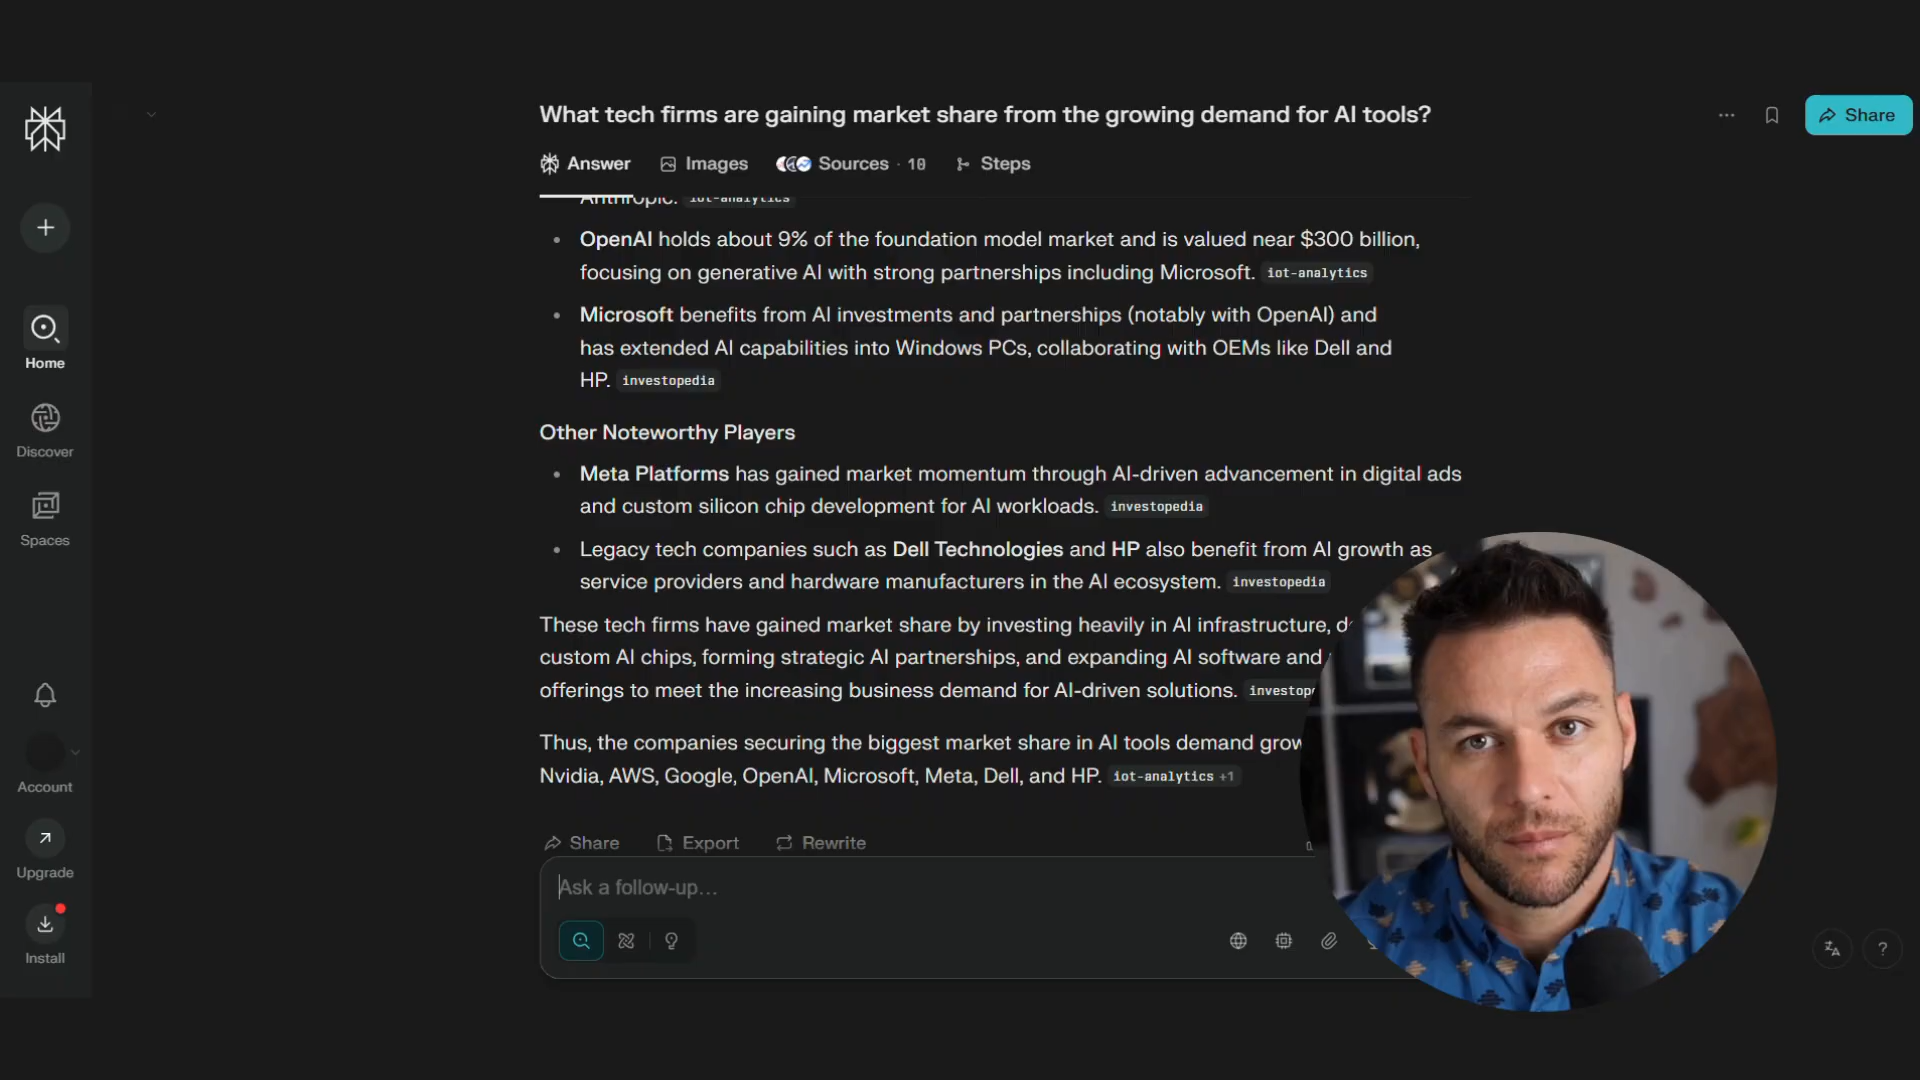 What tech firms are gaining market share from the growing demand for AI tools?
Share
Answer
Images
Sources · 10
Steps
Anthropic. iot-analytics
OpenAI holds about 9% of the foundation model market and is valued near $300 billion,
focusing on generative AI with strong partnerships including Microsoft. iot-analytics
Microsoft benefits from AI investments and partnerships (notably with OpenAI) and
has extended AI capabilities into Windows PCs, collaborating with OEMs like Dell and
HP. investopedia
Other Noteworthy Players
Meta Platforms has gained market momentum through AI-driven advancement in digital ads
and custom silicon chip development for AI workloads. investopedia
Legacy tech companies such as Dell Technologies and HP also benefit from AI growth as
service providers and hardware manufacturers in the AI ecosystem. investopedia
These tech firms have gained market share by investing heavily in AI infrastructure,
custom AI chips, forming strategic AI partnerships, and expanding AI software and
offerings to meet the increasing business demand for AI-driven solutions.
Thus, the companies securing the biggest market share in AI tools demand
Nvidia, AWS, Google, OpenAI, Microsoft, Meta, Dell, and HP. iot-analytics +1
Share
Export
Rewrite
Ask a follow-up...
Home
Discover
Spaces
Account
Upgrade
Install
?